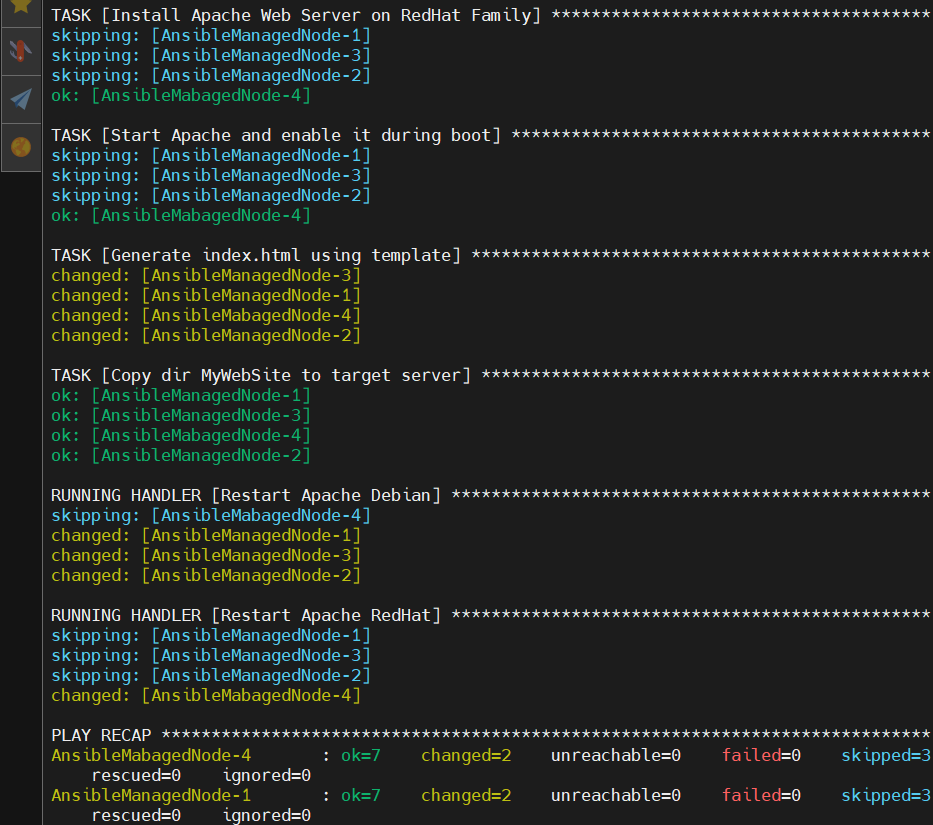 TASK [Install Apache Web Server on RedHat Family] **************************************
skipping: [AnsibleManagedNode-1]
skipping: [AnsibleManagedNode-3]
skipping: [AnsibleManagedNode-2]
ok: [AnsibleMabagedNode-4]
TASK [Start Apache and enable it during boot] ******************************************
skipping: [AnsibleManagedNode-1]
skipping: [AnsibleManagedNode-3]
skipping: [AnsibleManagedNode-2]
ok: [AnsibleMabagedNode-4]
TASK [Generate index.html using template] **********************************************
changed: [AnsibleManagedNode-3]
changed: [AnsibleManagedNode-1]
changed: [AnsibleMabagedNode-4]
changed: [AnsibleManagedNode-2]
TASK [Copy dir MyWebSite to target server] *********************************************
ok: [AnsibleManagedNode-1]
ok: [AnsibleManagedNode-3]
ok: [AnsibleMabagedNode-4]
ok: [AnsibleManagedNode-2]
RUNNING HANDLER [Restart Apache Debian] ************************************************
skipping: [AnsibleMabagedNode-4]
changed: [AnsibleManagedNode-1]
changed: [AnsibleManagedNode-3]
changed: [AnsibleManagedNode-2]
RUNNING HANDLER [Restart Apache RedHat] ************************************************
skipping: [AnsibleManagedNode-1]
skipping: [AnsibleManagedNode-3]
skipping: [AnsibleManagedNode-2]
changed: [AnsibleMabagedNode-4]
PLAY RECAP *****************************************************************************
AnsibleMabagedNode-4       : ok=7    changed=2    unreachable=0    failed=0    skipped=3
    rescued=0    ignored=0
AnsibleManagedNode-1       : ok=7    changed=2    unreachable=0    failed=0    skipped=3
    rescued=0    ignored=0